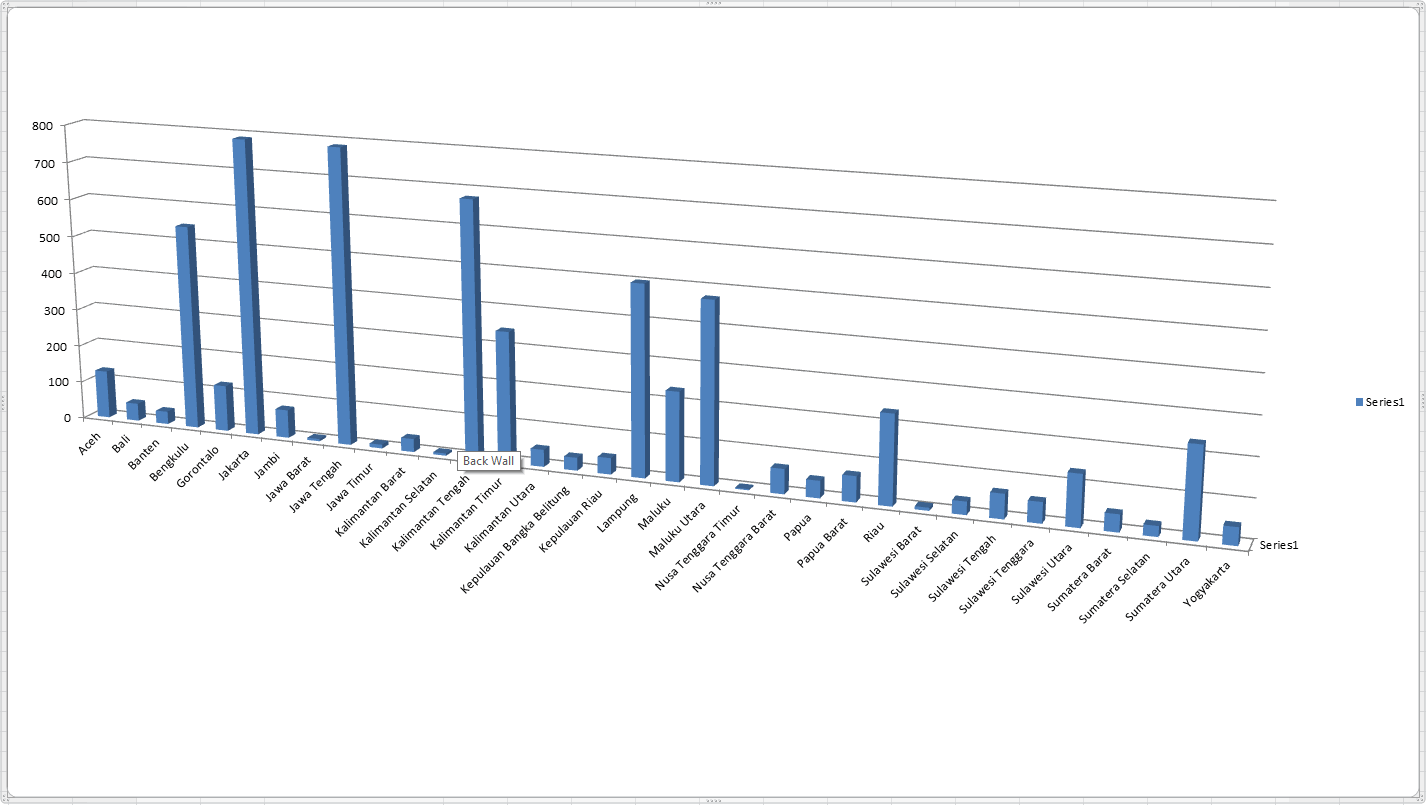 800
700
600
500
400
300
200
100
0
Aceh
Bali
Banten
Bengkulu
Gorontalo
Jakarta
Jambi
Jawa Barat
Jawa Tengah
Jawa Timur
Kalimantan Barat
Kalimantan Selatan
Kalimantan Tengah
Kalimantan Timur
Kalimantan Utara
Kepulauan Bangka Belitung
Kepulauan Riau
Lampung
Maluku
Maluku Utara
Nusa Tenggara Timur
Nusa Tenggara Barat
Papua
Papua Barat
Riau
Sulawesi Barat
Sulawesi Selatan
Sulawesi Tengah
Sulawesi Tenggara
Sulawesi Utara
Sumatera Barat
Sumatera Selatan
Sumatera Utara
Yogyakarta
Back Wall
Series1
Series1